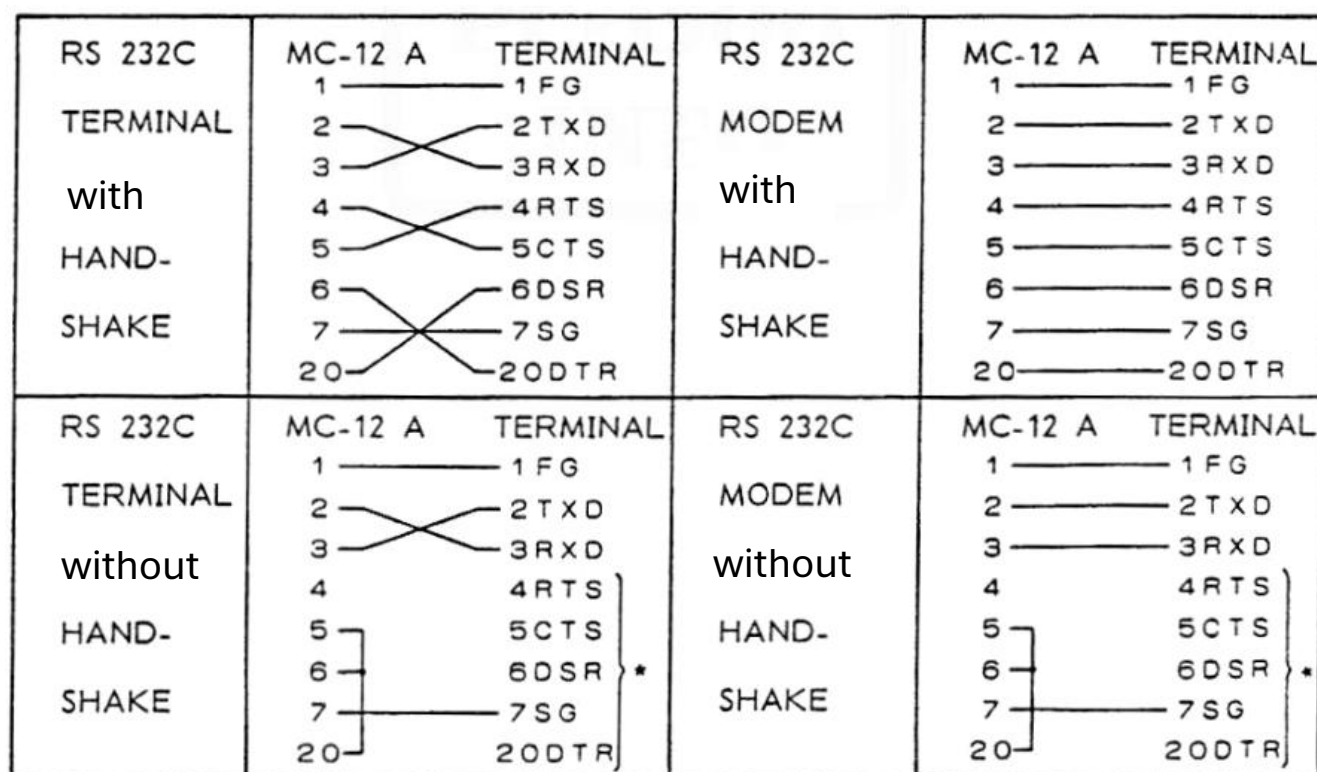 RS 232C
TERMINAL
with
HAND-
SHAKE
MC-12 A TERMINAL
1 1 FG
2 2 TXD
3 3 RXD
4 4 RTS
5 5 CTS
6 6 DSR
7 7 SG
20 20 DTR
RS 232C
MODEM
with
HAND-
SHAKE
MC-12 A TERMINAL
1 1 FG
2 2 TXD
3 3 RXD
4 4 RTS
5 5 CTS
6 6 DSR
7 7 SG
20 20 DTR
RS 232C
TERMINAL
without
HAND-
SHAKE
MC-12 A TERMINAL
1 1 FG
2 2 TXD
3 3 RXD
4 4 RTS
5 5 CTS
6 6 DSR *
7 7 SG
20 20 DTR
RS 232C
MODEM
without
HAND-
SHAKE
MC-12 A TERMINAL
1 1 FG
2 2 TXD
3 3 RXD
4 4 RTS
5 5 CTS
6 6 DSR *
7 7 SG
20 20 DTR